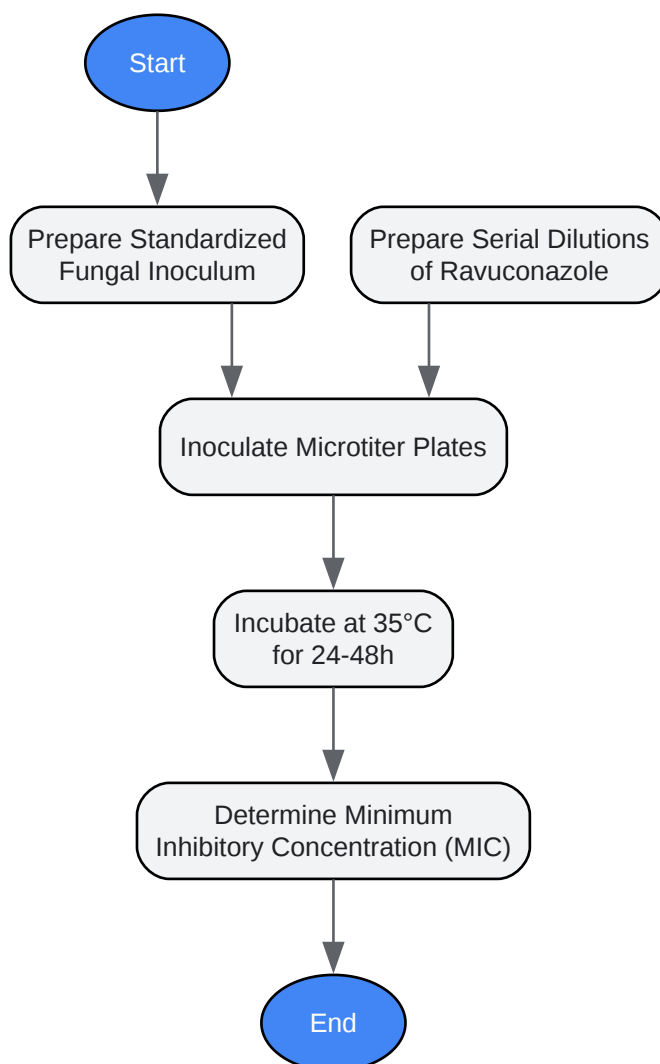 Start
Prepare Standardized
Fungal Inoculum
Prepare Serial Dilutions
of Ravuconazole
Inoculate Microtiter Plates
Incubate at 35°C
for 24-48h
Determine Minimum
Inhibitory Concentration (MIC)
End